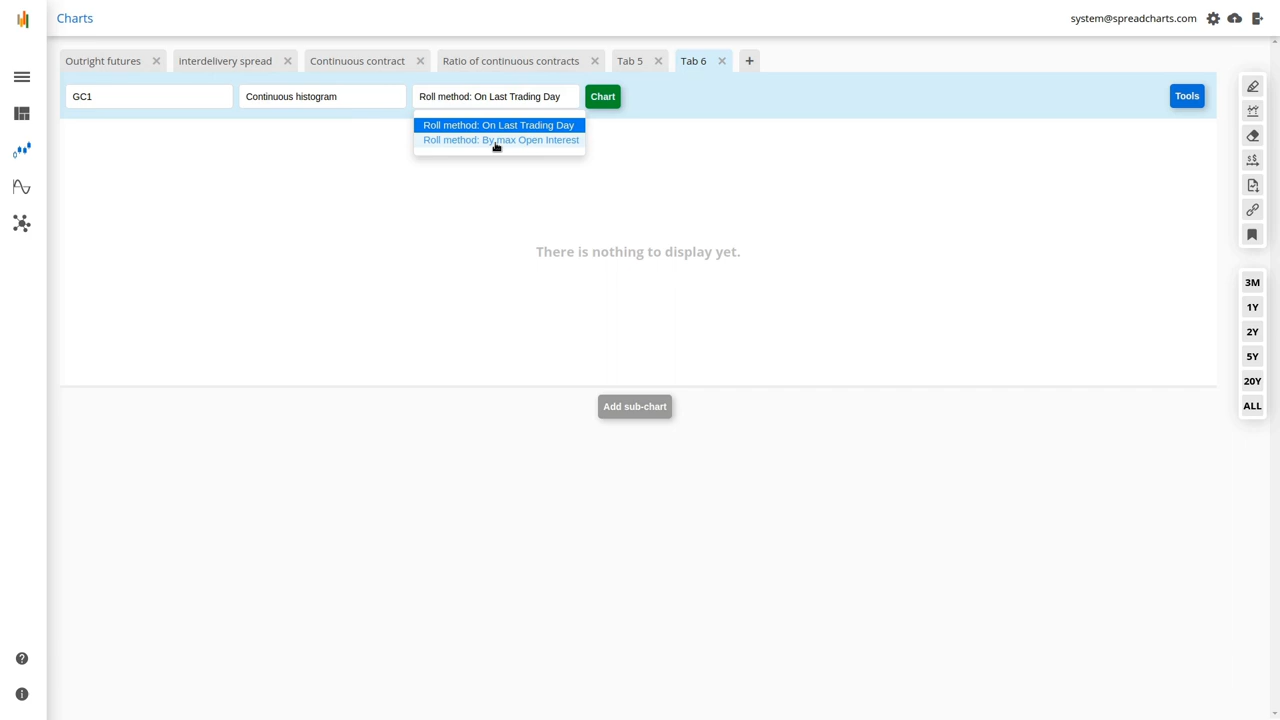 Charts
system@spreadcharts.com
Outright futures
Interdelivery spread
Continuous contract
Ratio of continuous contracts
Tab 5
Tab 6
+
GC1
Continuous histogram
Roll method: On Last Trading Day
Chart
Tools
Roll method: On Last Trading Day
Roll method: By max Open Interest
There is nothing to display yet.
Add sub-chart
3M
1Y
2Y
5Y
20Y
ALL